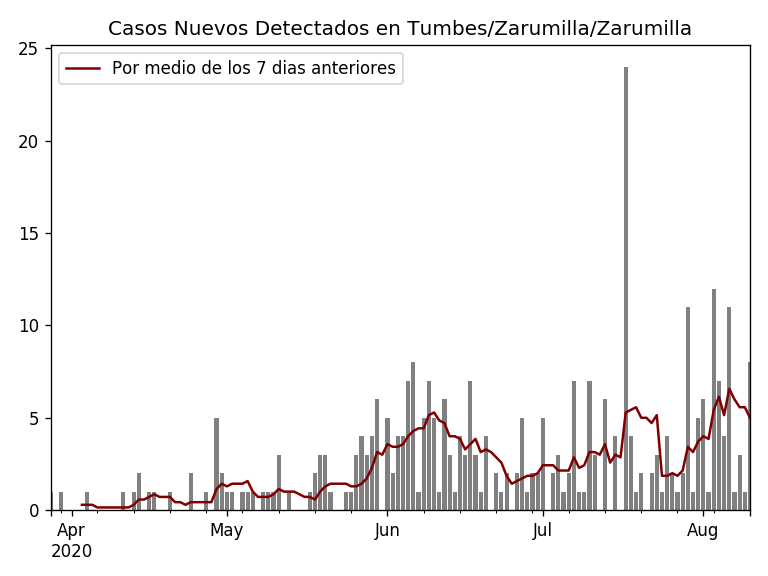 Casos Nuevos Detectados en Tumbes/Zarumilla/Zarumilla
Por medio de los 7 dias anteriores
25
20
15
10
5
0
Apr
2020
May
Jun
Jul
Aug